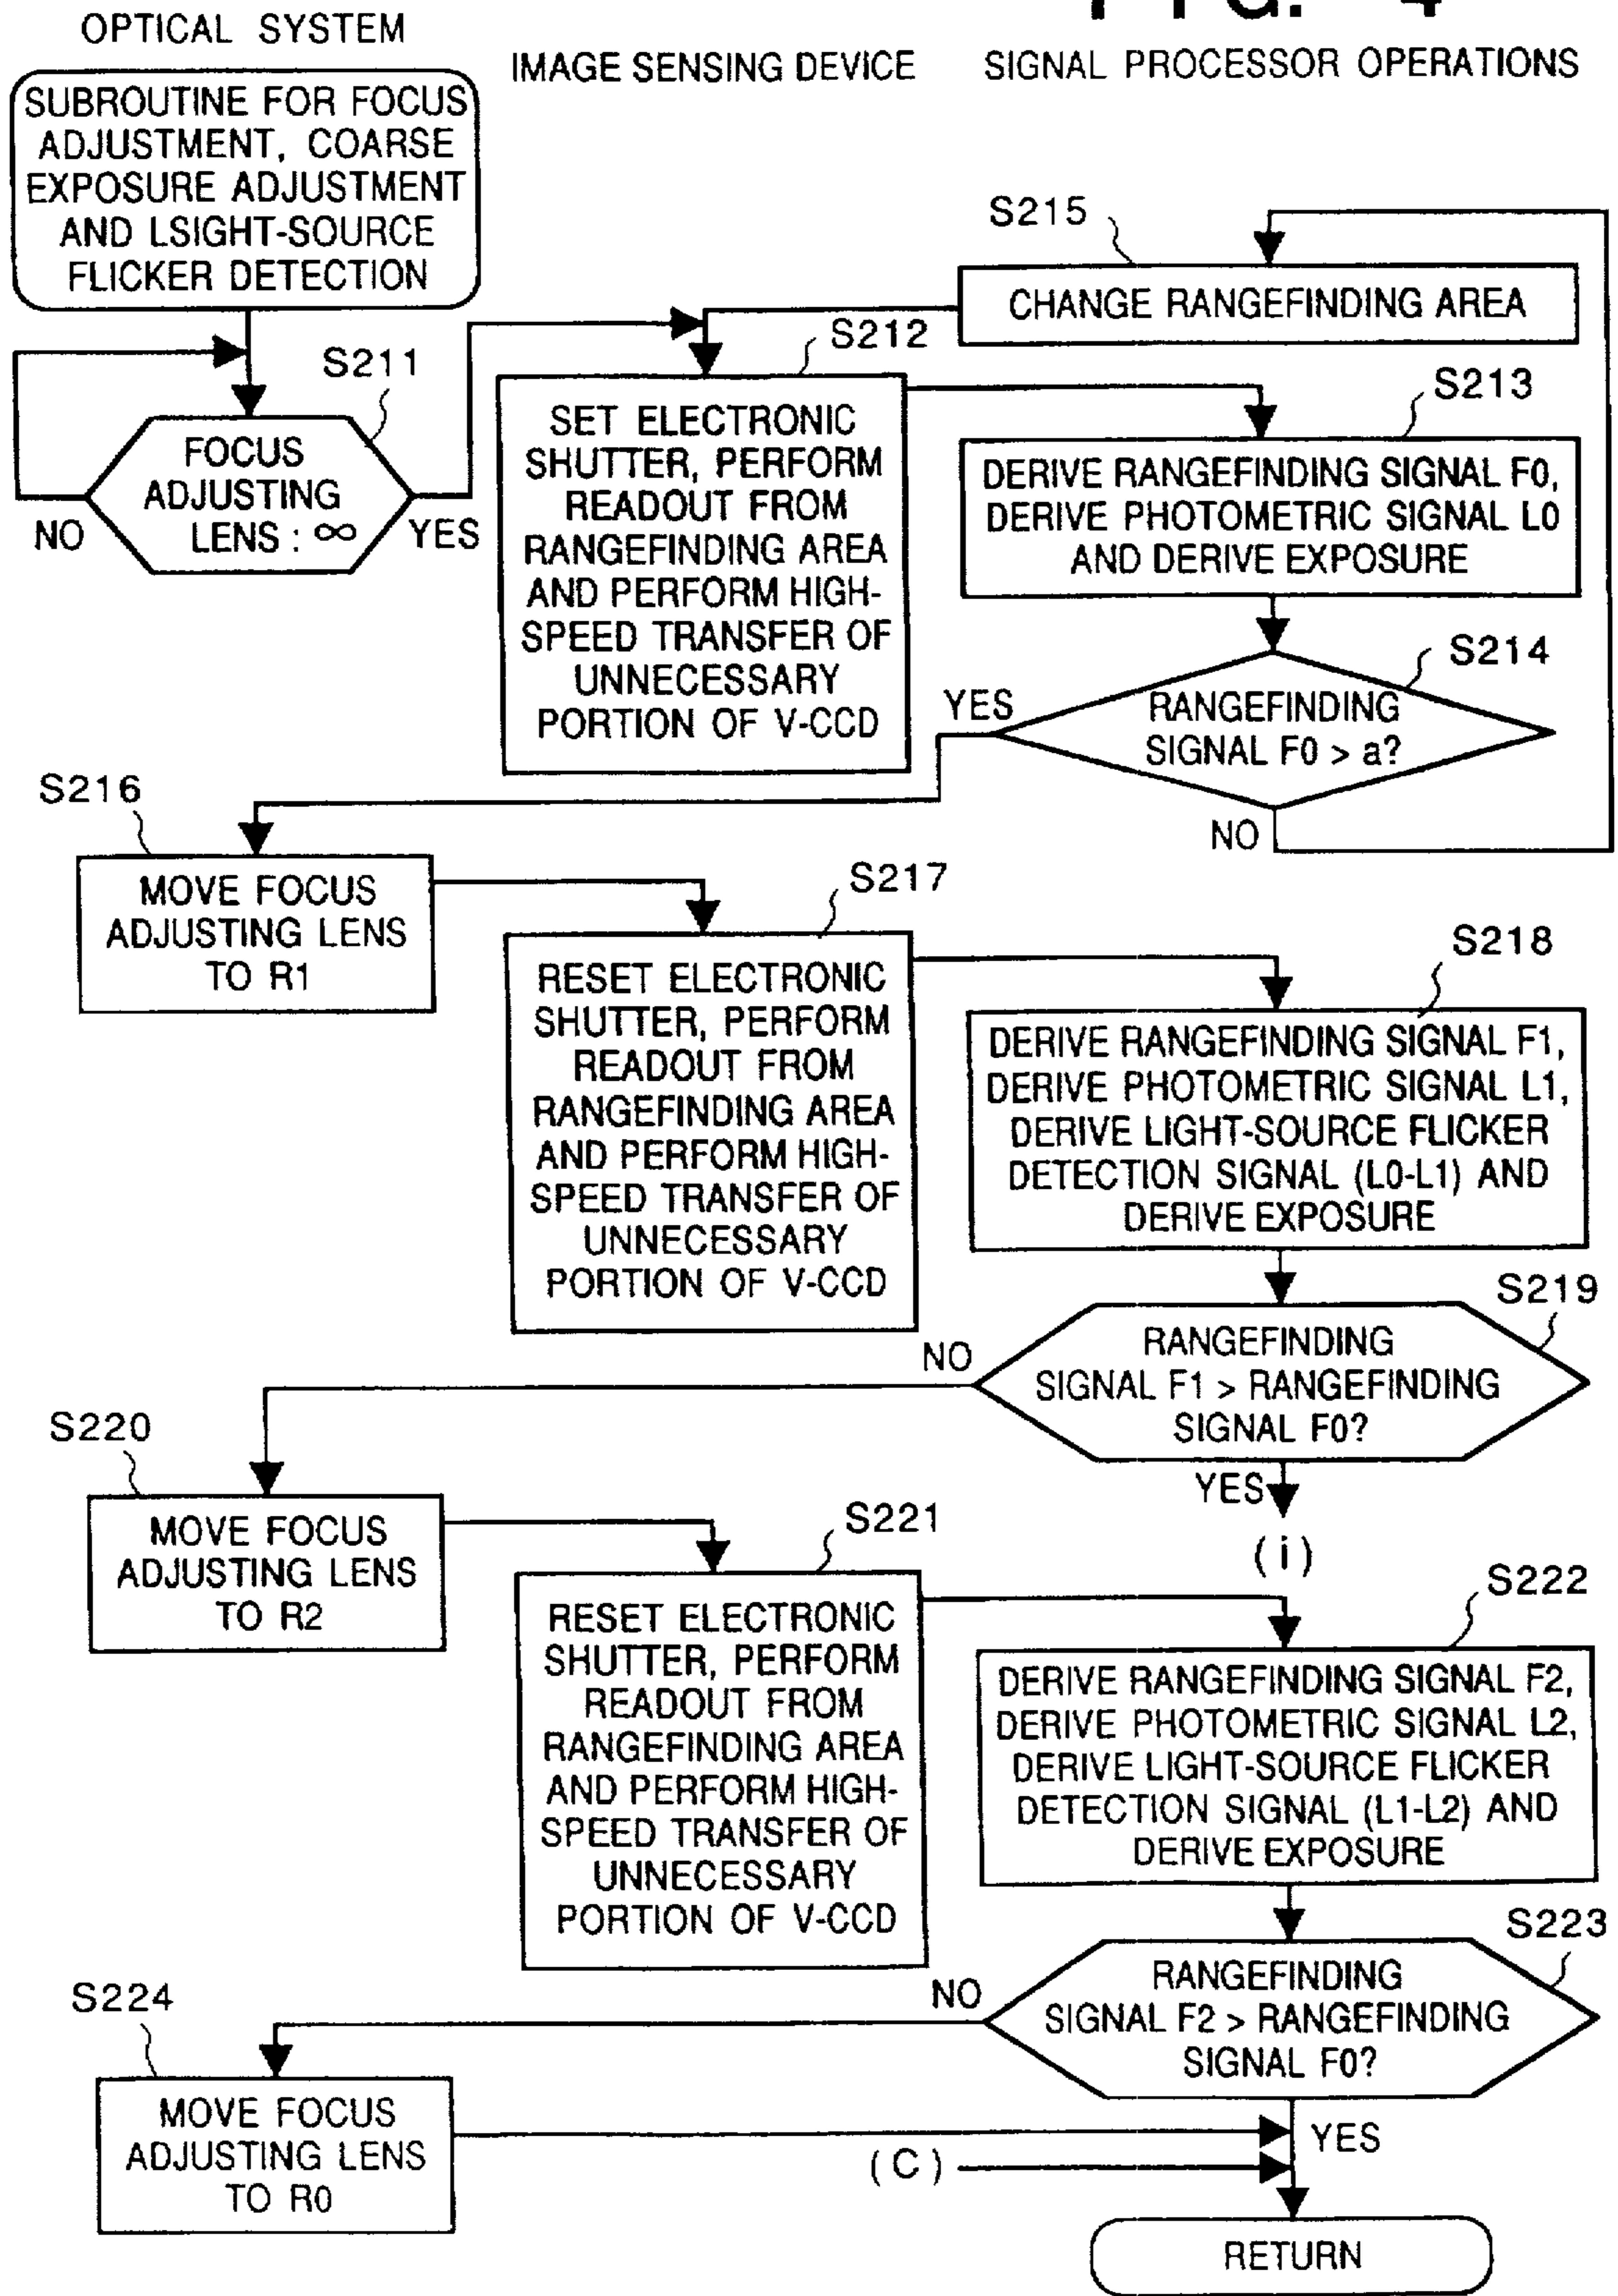 FIG. 4
OPTICAL SYSTEM
IMAGE SENSING DEVICE
SIGNAL PROCESSOR OPERATIONS
SUBROUTINE FOR FOCUS
ADJUSTMENT, COARSE
EXPOSURE ADJUSTMENT
AND LSIGHT-SOURCE
FLICKER DETECTION
S215
CHANGE RANGEFINDING AREA
S211
FOCUS
ADJUSTING
LENS : ∞
NO
YES
S212
SET ELECTRONIC
SHUTTER, PERFORM
READOUT FROM
RANGEFINDING AREA
AND PERFORM HIGH-
SPEED TRANSFER OF
UNNECESSARY
PORTION OF V-CCD
S213
DERIVE RANGEFINDING SIGNAL F0,
DERIVE PHOTOMETRIC SIGNAL L0
AND DERIVE EXPOSURE
S214
RANGEFINDING
SIGNAL F0 > a?
YES
NO
S216
MOVE FOCUS
ADJUSTING LENS
TO R1
S217
RESET ELECTRONIC
SHUTTER, PERFORM
READOUT FROM
RANGEFINDING AREA
AND PERFORM HIGH-
SPEED TRANSFER OF
UNNECESSARY
PORTION OF V-CCD
S218
DERIVE RANGEFINDING SIGNAL F1,
DERIVE PHOTOMETRIC SIGNAL L1,
DERIVE LIGHT-SOURCE FLICKER
DETECTION SIGNAL (L0-L1) AND
DERIVE EXPOSURE
S219
RANGEFINDING
SIGNAL F1 > RANGEFINDING
SIGNAL F0?
NO
YES
(i)
S220
MOVE FOCUS
ADJUSTING LENS
TO R2
S221
RESET ELECTRONIC
SHUTTER, PERFORM
READOUT FROM
RANGEFINDING AREA
AND PERFORM HIGH-
SPEED TRANSFER OF
UNNECESSARY
PORTION OF V-CCD
S222
DERIVE RANGEFINDING SIGNAL F2,
DERIVE PHOTOMETRIC SIGNAL L2,
DERIVE LIGHT-SOURCE FLICKER
DETECTION SIGNAL (L1-L2) AND
DERIVE EXPOSURE
S223
RANGEFINDING
SIGNAL F2 > RANGEFINDING
SIGNAL F0?
NO
YES
S224
MOVE FOCUS
ADJUSTING LENS
TO R0
(C)
RETURN